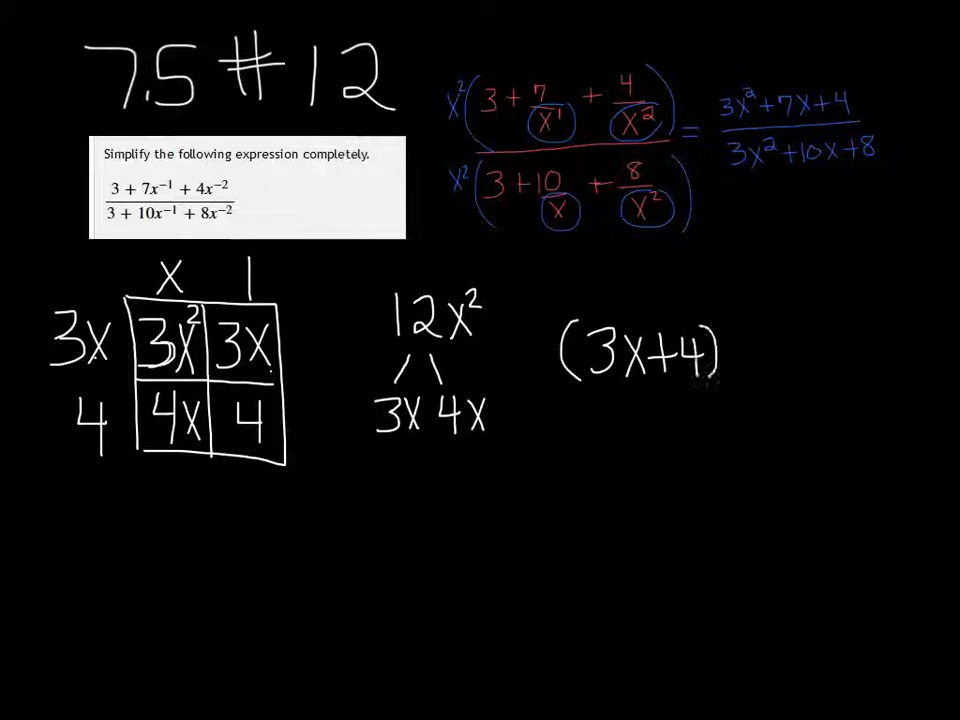 7.5 # 12
Simplify the following expression completely.
3 + 7x⁻¹ + 4x⁻²
3 + 10x⁻¹ + 8x⁻²
x²(3 + 7/x¹ + 4/x²)
x²(3 + 10/x + 8/x²)
=
3x² + 7x + 4
3x² + 10x + 8
x 1
3x 3x² 3x
4 4x 4
12x²
3x 4x
(3x+4)